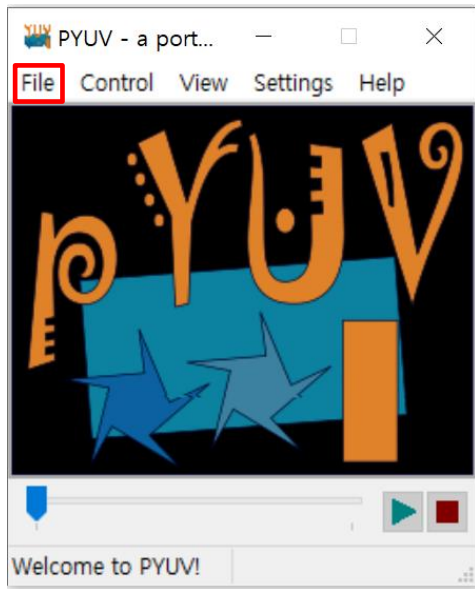 PYUV - a port...
File Control View Settings Help
pYUV
Welcome to PYUV!